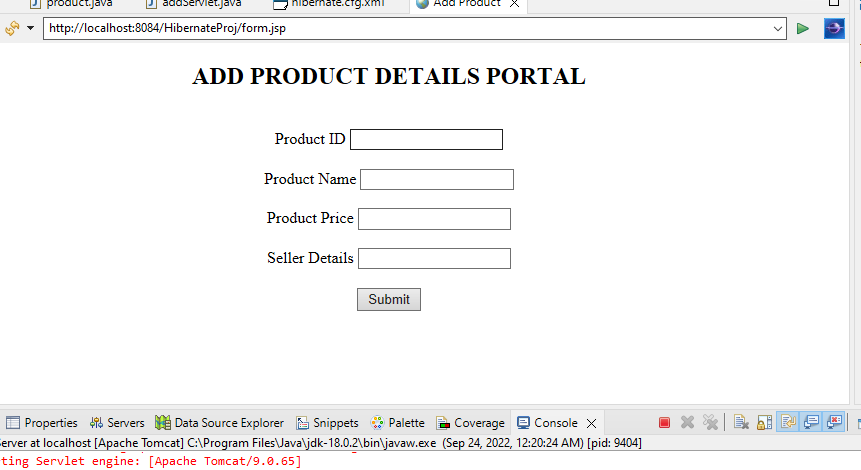 product.java addServlet.java hibernate.cfg.xml Add Product
http://localhost:8084/HibernateProj/form.jsp
ADD PRODUCT DETAILS PORTAL
Product ID
Product Name
Product Price
Seller Details
Submit
Properties Servers Data Source Explorer Snippets Palette Coverage Console
Server at localhost [Apache Tomcat] C:\Program Files\Java\jdk-18.0.2\bin\javaw.exe (Sep 24, 2022, 12:20:24 AM) [pid: 9404]
ting Servlet engine: [Apache Tomcat/9.0.65]